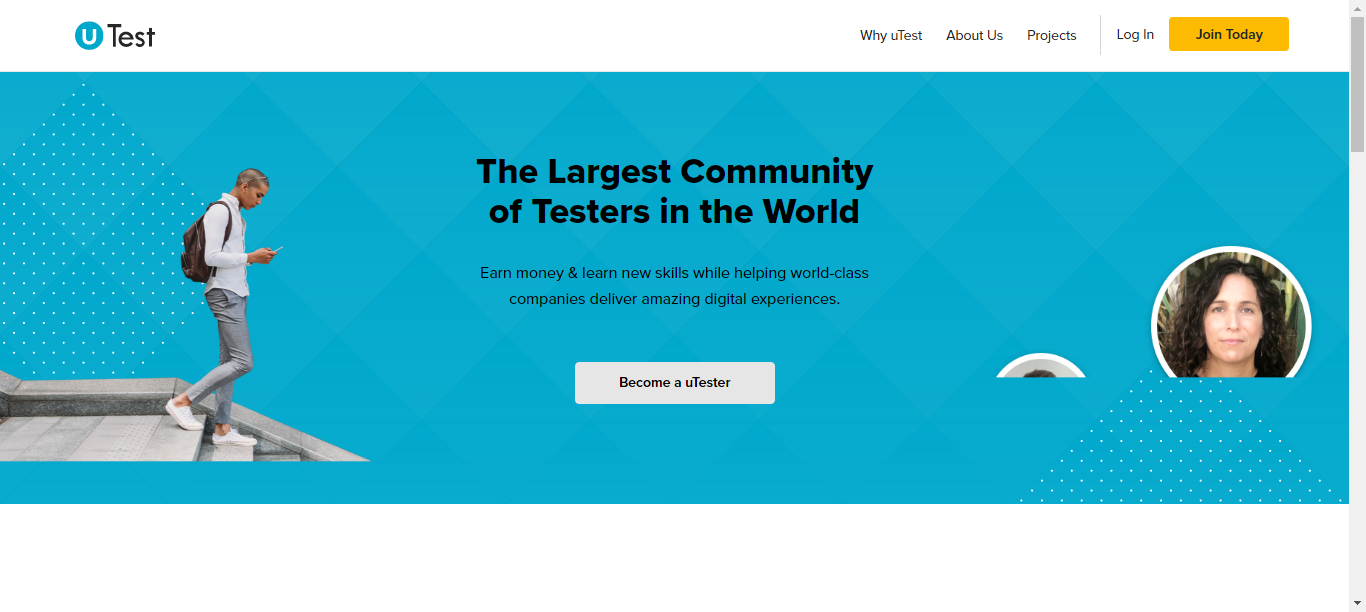 uTest
Why uTest
About Us
Projects
Log In
Join Today
The Largest Community
of Testers in the World
Earn money & learn new skills while helping world-class
companies deliver amazing digital experiences.
Become a uTester